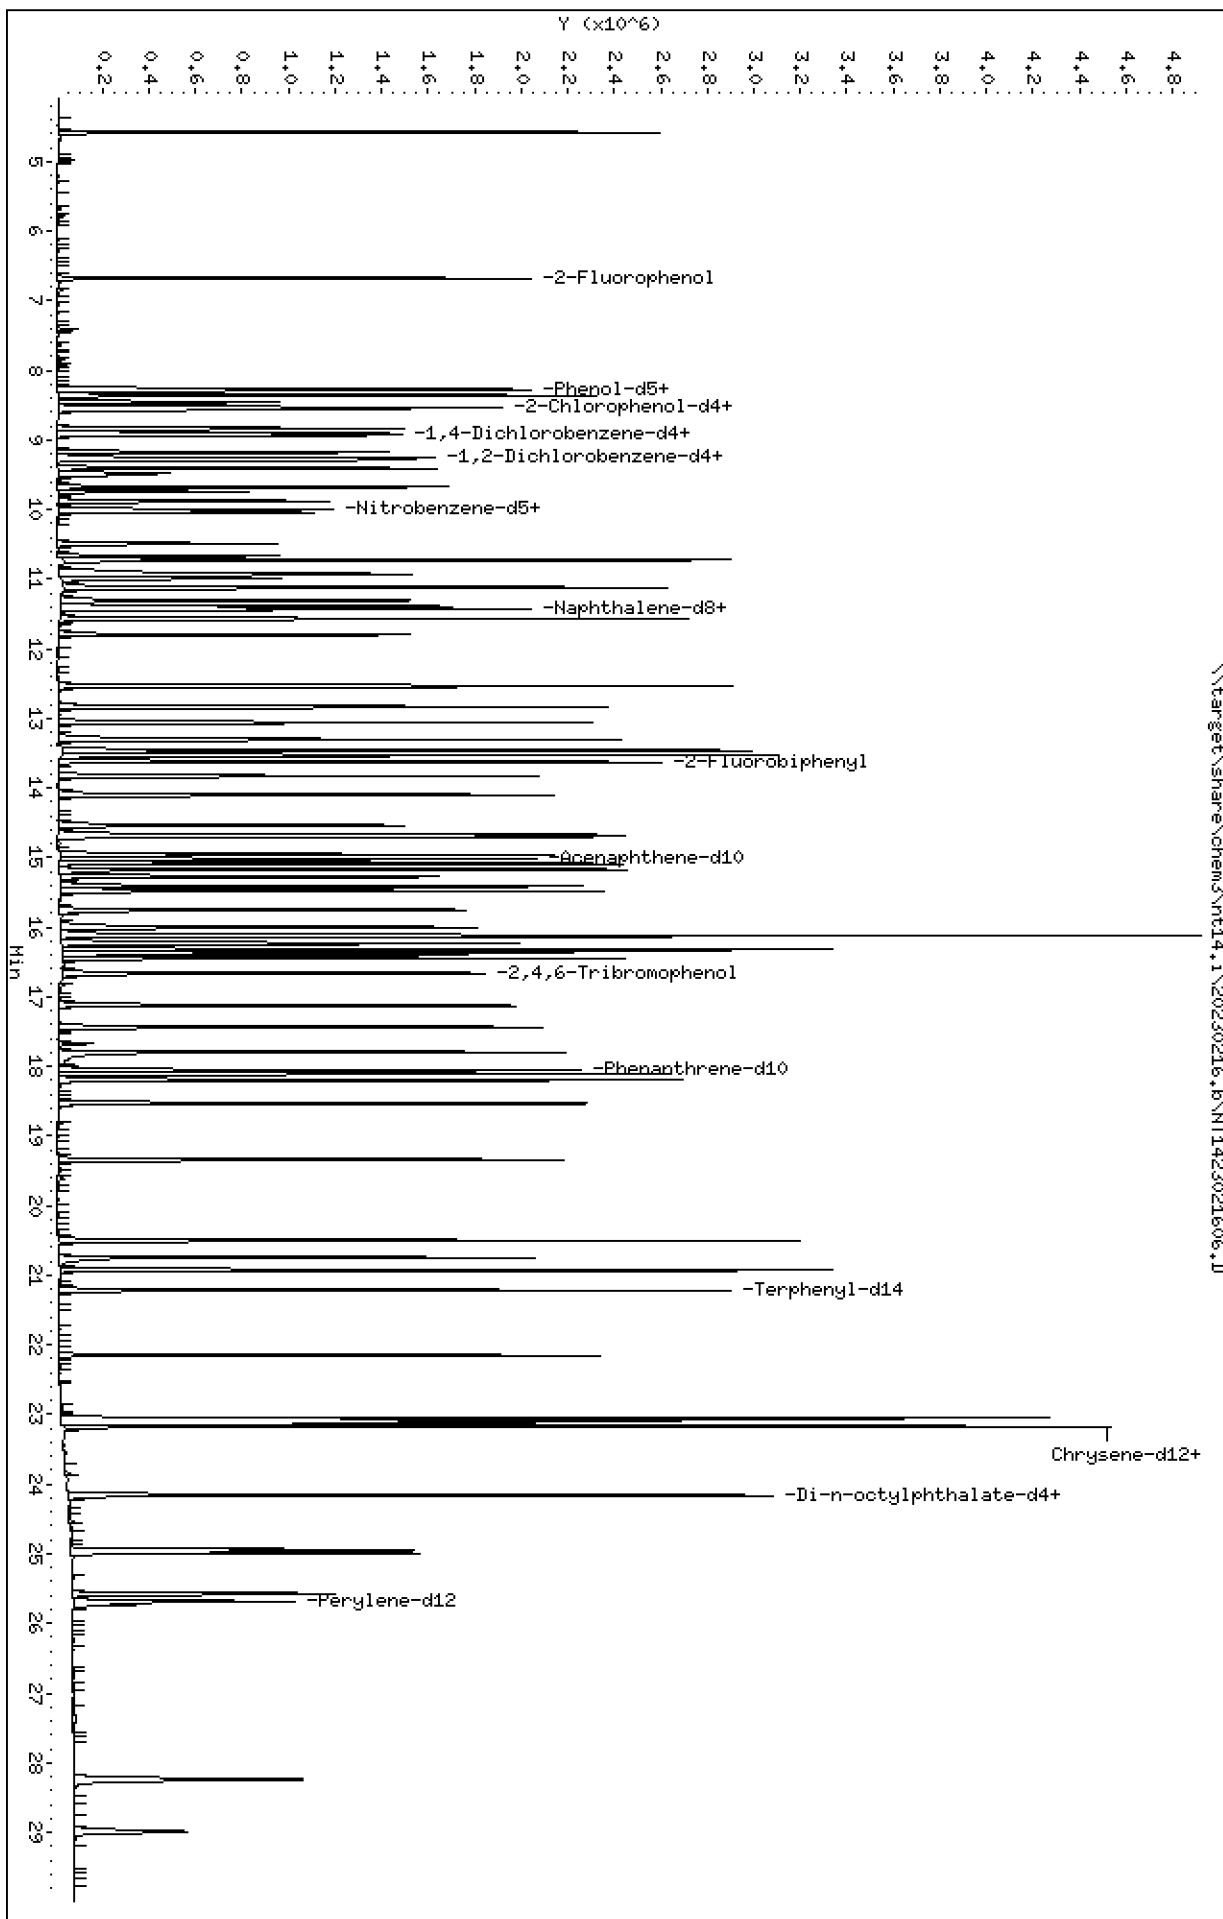 \\target\share\chem3\nt14.i\20230216.b\NT1423021606.D
Y (x10^6)
0.2
0.4
0.6
0.8
1.0
1.2
1.4
1.6
1.8
2.0
2.2
2.4
2.6
2.8
3.0
3.2
3.4
3.6
3.8
4.0
4.2
4.4
4.6
4.8
-2-Fluorophenol
-Phenol-d5+
-2-Chlorophenol-d4+
-1,4-Dichlorobenzene-d4+
-1,2-Dichlorobenzene-d4+
-Nitrobenzene-d5+
-Naphthalene-d8+
-2-Fluorobiphenyl
-Acenaphthene-d10
-2,4,6-Tribromophenol
-Phenanthrene-d10
-Terphenyl-d14
Chrysene-d12+
-Di-n-octylphthalate-d4+
-Perylene-d12
5
6
7
8
9
10
11
12
13
14
15
16
17
18
19
20
21
22
23
24
25
26
27
28
29
Min